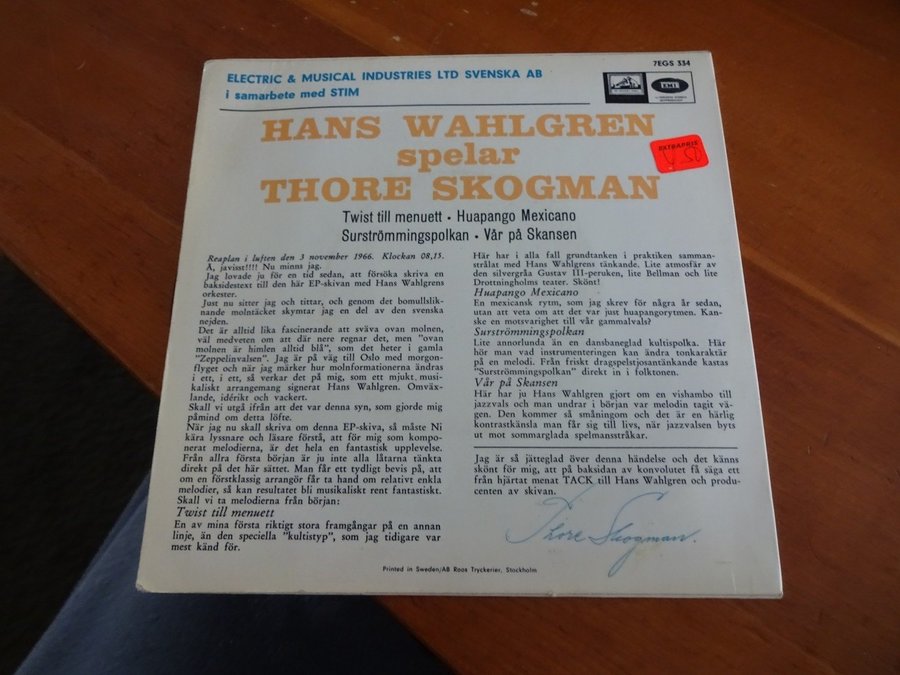 ELECTRIC & MUSICAL INDUSTRIES LTD SVENSKA AB
i samarbete med STIM
7EGS 334
EMI
HANS WAHLGREN
spelar
THORE SKOGMAN
EXTRAPRIS
Twist till menuett • Huapango Mexicano
Surströmmingspolkan • Vår på Skansen
Reaplan i luften den 3 november 1966. Klockan 08,15.
Å, javisst!!!! Nu minns jag.
Jag lovade ju för en tid sedan, att försöka skriva en
baksidestext till den här EP-skivan med Hans Wahlgrens
orkester.
Just nu sitter jag och tittar, och genom det bomullslik-
nande molntäcket skymtar jag en del av den svenska
nejden.
Det är alltid lika fascinerande att sväva ovan molnen,
väl medveten om att där nere regnar det, men "ovan
molnen är himlen alltid blå", som det heter i gamla
"Zeppelinvalsen". Jag är på väg till Oslo med morgon-
flyget och när jag märker hur molnformationerna ändras
i ett, i ett, så verkar det på mig, som ett mjukt musi-
kaliskt arrangemang signerat Hans Wahlgren. Omväx-
lande, idérikt och vackert.
Skall vi utgå ifrån att det var denna syn, som gjorde mig
påmind om detta löfte.
När jag nu skall skriva om denna EP-skiva, så måste Ni
kära lyssnare och läsare förstå, att för mig som kompo-
nerat melodierna, är det hela en fantastisk upplevelse.
Från allra första början är ju inte alla låtarna tänkta
direkt på det här sättet. Man får ett tydligt bevis på, att
om en förstklassig arrangör får ta hand om relativt enkla
melodier, så kan resultatet bli musikaliskt rent fantastiskt.
Skall vi ta melodierna från början:
Twist till menuett
En av mina första riktigt stora framgångar på en annan
linje, än den speciella "kultistyp", som jag tidigare var
mest känd för.
Här har i alla fall grundtanken i praktiken samman-
strålat med Hans Wahlgrens tänkande. Lite atmosfär av
den silvergråa Gustav III-peruken, lite Bellman och lite
Drottningholms teater. Skönt!
Huapango Mexicano
En mexicansk rytm, som jag skrev för några år sedan,
utan att veta om att det var just huapangorytmen. Kan-
ske en motsvarighet till vår gammalvals?
Surströmmingspolkan
Lite annorlunda än en dansbaneglad kultispolka. Här
hör man vad instrumenteringen kan ändra tonkaraktär
på en melodi. Från friskt dragspelstjosantänkande kastas
"Surströmmingspolkan" direkt in i folktonen.
Vår på Skansen
Här har ju Hans Wahlgren gjort om en vishambo till
jazzvals och man undrar i början var melodin tagit vä-
gen. Den kommer så småningom och det är en härlig
kontrastkänsla man får sig till livs, när jazzvalsen byts
ut mot sommarglada spelmansstråkar.
Jag är så jätteglad över denna händelse och det känns
skönt för mig, att på baksidan av konvolutet få säga ett
från hjärtat menat TACK till Hans Wahlgren och produ-
centen av skivan.
Thore Skogman.
Printed in Sweden/AB Roos Tryckerier, Stockholm